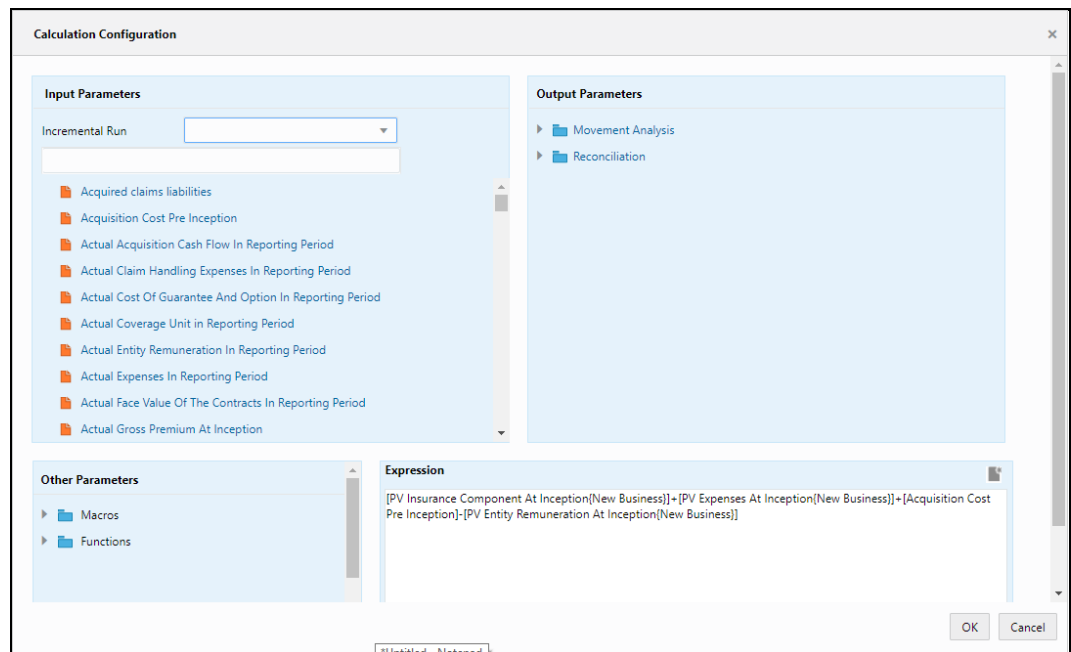 Calculation Configuration
Input Parameters
Incremental Run
Acquired claims liabilities
Acquisition Cost Pre Inception
Actual Acquisition Cash Flow In Reporting Period
Actual Claim Handling Expenses In Reporting Period
Actual Cost Of Guarantee And Option In Reporting Period
Actual Coverage Unit in Reporting Period
Actual Entity Remuneration In Reporting Period
Actual Expenses In Reporting Period
Actual Face Value Of The Contracts In Reporting Period
Actual Gross Premium At Inception
Output Parameters
Movement Analysis
Reconciliation
Other Parameters
Macros
Functions
Expression
[PV Insurance Component At Inception{New Business}]+[PV Expenses At Inception{New Business}]+[Acquisition Cost
Pre Inception]-[PV Entity Remuneration At Inception{New Business}]
OK
Cancel
*Untitled - Notepad